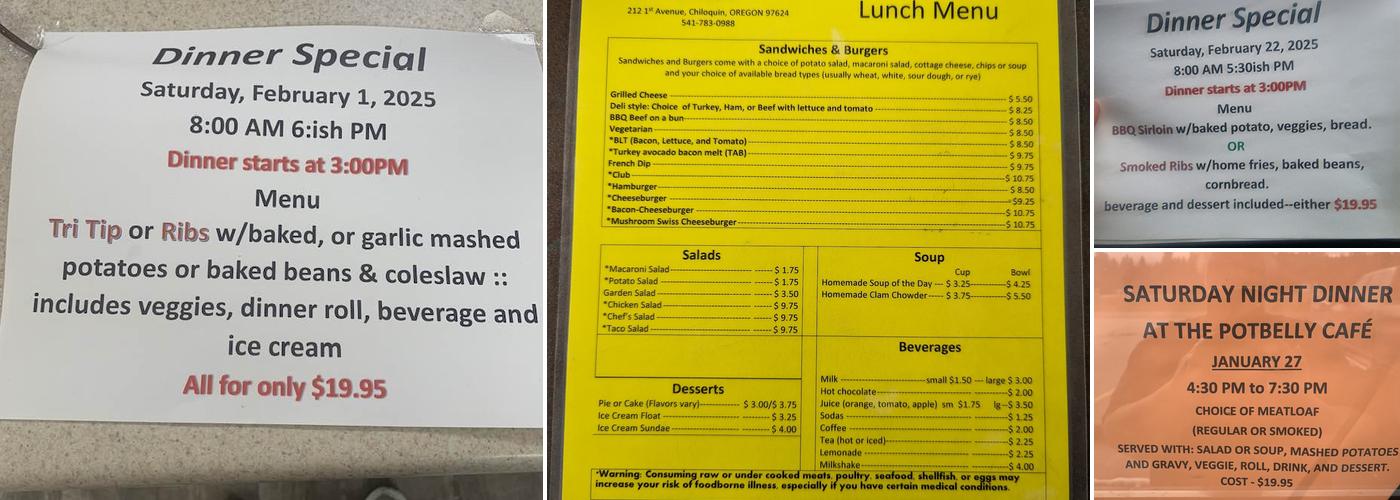 Dinner Special
Saturday, February 1, 2025
8:00 AM 6:ish PM
Dinner starts at 3:00PM
Menu
Tri Tip or Ribs w/baked, or garlic mashed
potatoes or baked beans & coleslaw ::
includes veggies, dinner roll, beverage and
ice cream
All for only $19.95
212 1st Avenue, Chiloquin, OREGON 97624
541-783-0988
Lunch Menu
Sandwiches & Burgers
Sandwiches and Burgers come with a choice of potato salad, macaroni salad, cottage cheese, chips or soup
and your choice of available bread types (usually wheat, white, sour dough, or rye)
Grilled Cheese $ 5.50
Deli style: Choice of Turkey, Ham, or Beef with lettuce and tomato $ 8.25
BBQ Beef on a bun $ 8.50
Vegetarian $ 8.50
*BLT (Bacon, Lettuce, and Tomato) $ 8.50
*Turkey avocado bacon melt (TAB) $ 9.75
French Dip $ 9.75
*Club $ 10.75
*Hamburger $ 8.50
*Cheeseburger $9.25
*Bacon-Cheeseburger $ 10.75
*Mushroom Swiss Cheeseburger $ 10.75
Salads
*Macaroni Salad $ 1.75
*Potato Salad $ 1.75
Garden Salad $ 3.50
*Chicken Salad $ 9.75
*Chef's Salad $ 9.75
*Taco Salad $ 9.75
Desserts
Pie or Cake (Flavors vary) $ 3.00/$ 3.75
Ice Cream Float $ 3.25
Ice Cream Sundae $ 4.00
Soup
Cup Bowl
Homemade Soup of the Day --- $ 3.25 $ 4.25
Homemade Clam Chowder $ 3.75 $ 5.50
Beverages
Milk small $1.50 --- large $ 3.00
Hot chocolate $ 2.00
Juice (orange, tomato, apple) sm $1.75 lg--$ 3.50
Sodas $ 1.25
Coffee $ 2.00
Tea (hot or iced) $ 2.25
Lemonade $ 2.25
Milkshake $ 4.00
*Warning: Consuming raw or under cooked meats, poultry, seafood, shellfish, or eggs may
increase your risk of foodborne illness, especially if you have certain medical conditions.
Dinner Special
Saturday, February 22, 2025
8:00 AM 5:30ish PM
Dinner starts at 3:00PM
Menu
BBQ Sirloin w/baked potato, veggies, bread.
OR
Smoked Ribs w/home fries, baked beans,
cornbread.
beverage and dessert included--either $19.95
SATURDAY NIGHT DINNER
AT THE POTBELLY CAFÉ
JANUARY 27
4:30 PM to 7:30 PM
CHOICE OF MEATLOAF
(REGULAR OR SMOKED)
SERVED WITH: SALAD OR SOUP, MASHED POTATOES
AND GRAVY, VEGGIE, ROLL, DRINK, AND DESSERT.
COST - $19.95